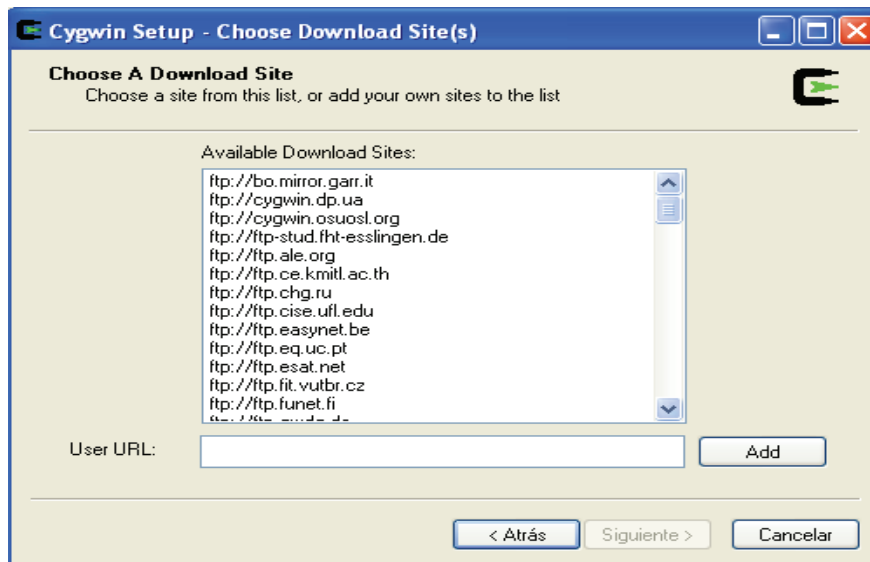 Cygwin Setup - Choose Download Site(s)
Choose A Download Site
Choose a site from this list, or add your own sites to the list
Available Download Sites:
ftp://bo.mirror.garr.it
ftp://cygwin.dp.ua
ftp://cygwin.osuosl.org
ftp://ftp-stud.fht-esslingen.de
ftp://ftp.ale.org
ftp://ftp.ce.kmitl.ac.th
ftp://ftp.chg.ru
ftp://ftp.cise.ufl.edu
ftp://ftp.easynet.be
ftp://ftp.eq.uc.pt
ftp://ftp.esat.net
ftp://ftp.fit.vutbr.cz
ftp://ftp.funet.fi
User URL:
Add
< Atrás
Siguiente >
Cancelar